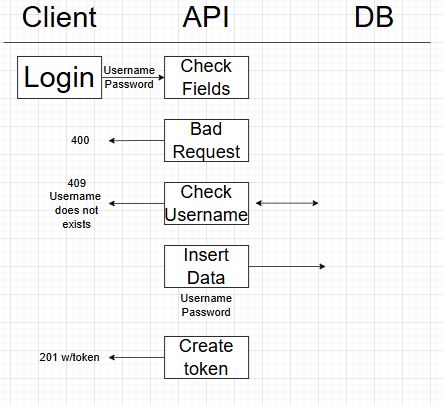 Client API DB
Login
Username
Password
Check
Fields
400
Bad
Request
409
Username
does not
exists
Check
Username
Insert
Data
Username
Password
201 w/token
Create
token